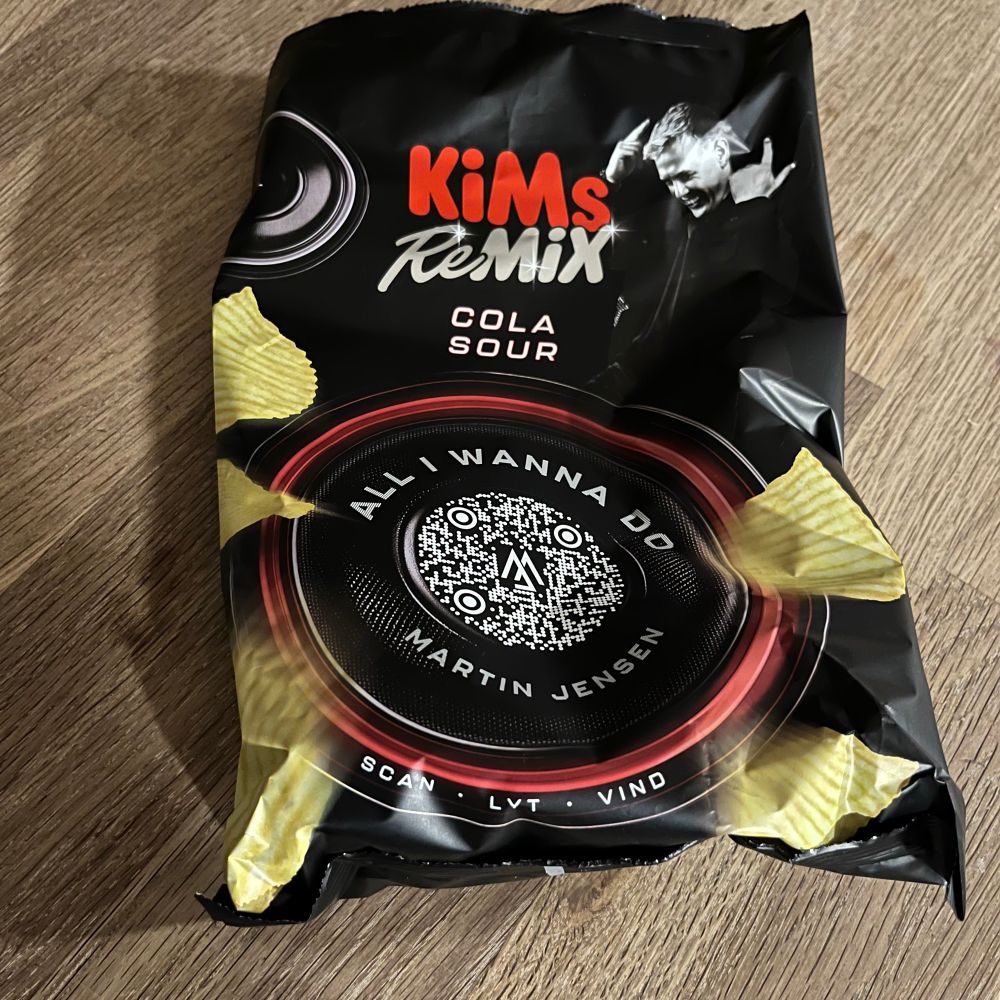 KiMs
ReMiX
COLA
SOUR
ALL I WANNA DO
MARTIN JENSEN
SCAN · LYT · VIND